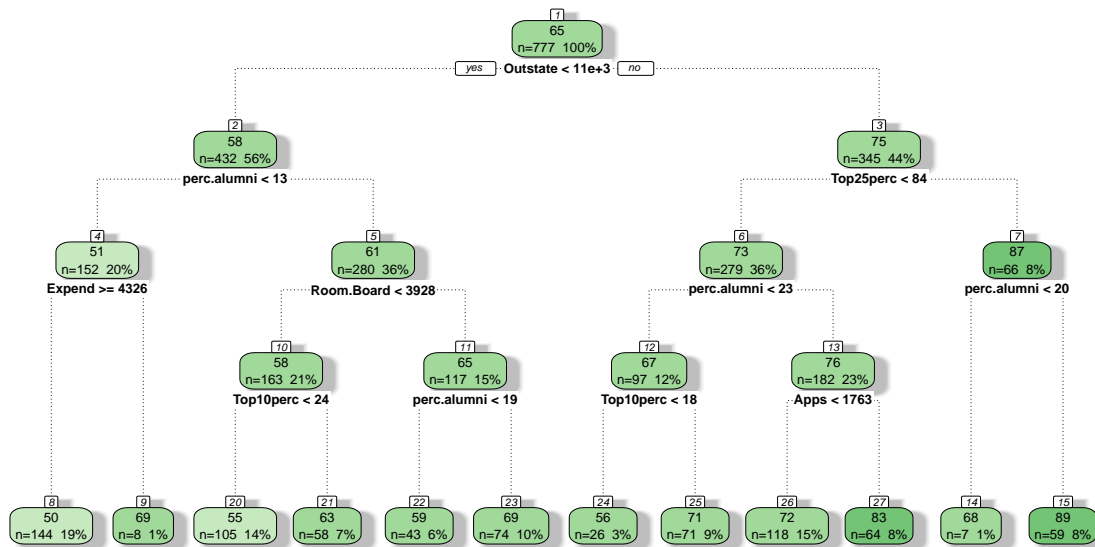 1
65
n=777 100%
yes Outstate < 11e+3 no
2
58
n=432 56%
perc.alumni < 13
3
75
n=345 44%
Top25perc < 84
4
51
n=152 20%
Expend >= 4326
5
61
n=280 36%
Room.Board < 3928
6
73
n=279 36%
perc.alumni < 23
7
87
n=66 8%
perc.alumni < 20
10
58
n=163 21%
Top10perc < 24
11
65
n=117 15%
perc.alumni < 19
12
67
n=97 12%
Top10perc < 18
13
76
n=182 23%
Apps < 1763
8
50
n=144 19%
9
69
n=8 1%
20
55
n=105 14%
21
63
n=58 7%
22
59
n=43 6%
23
69
n=74 10%
24
56
n=26 3%
25
71
n=71 9%
26
72
n=118 15%
27
83
n=64 8%
14
68
n=7 1%
15
89
n=59 8%